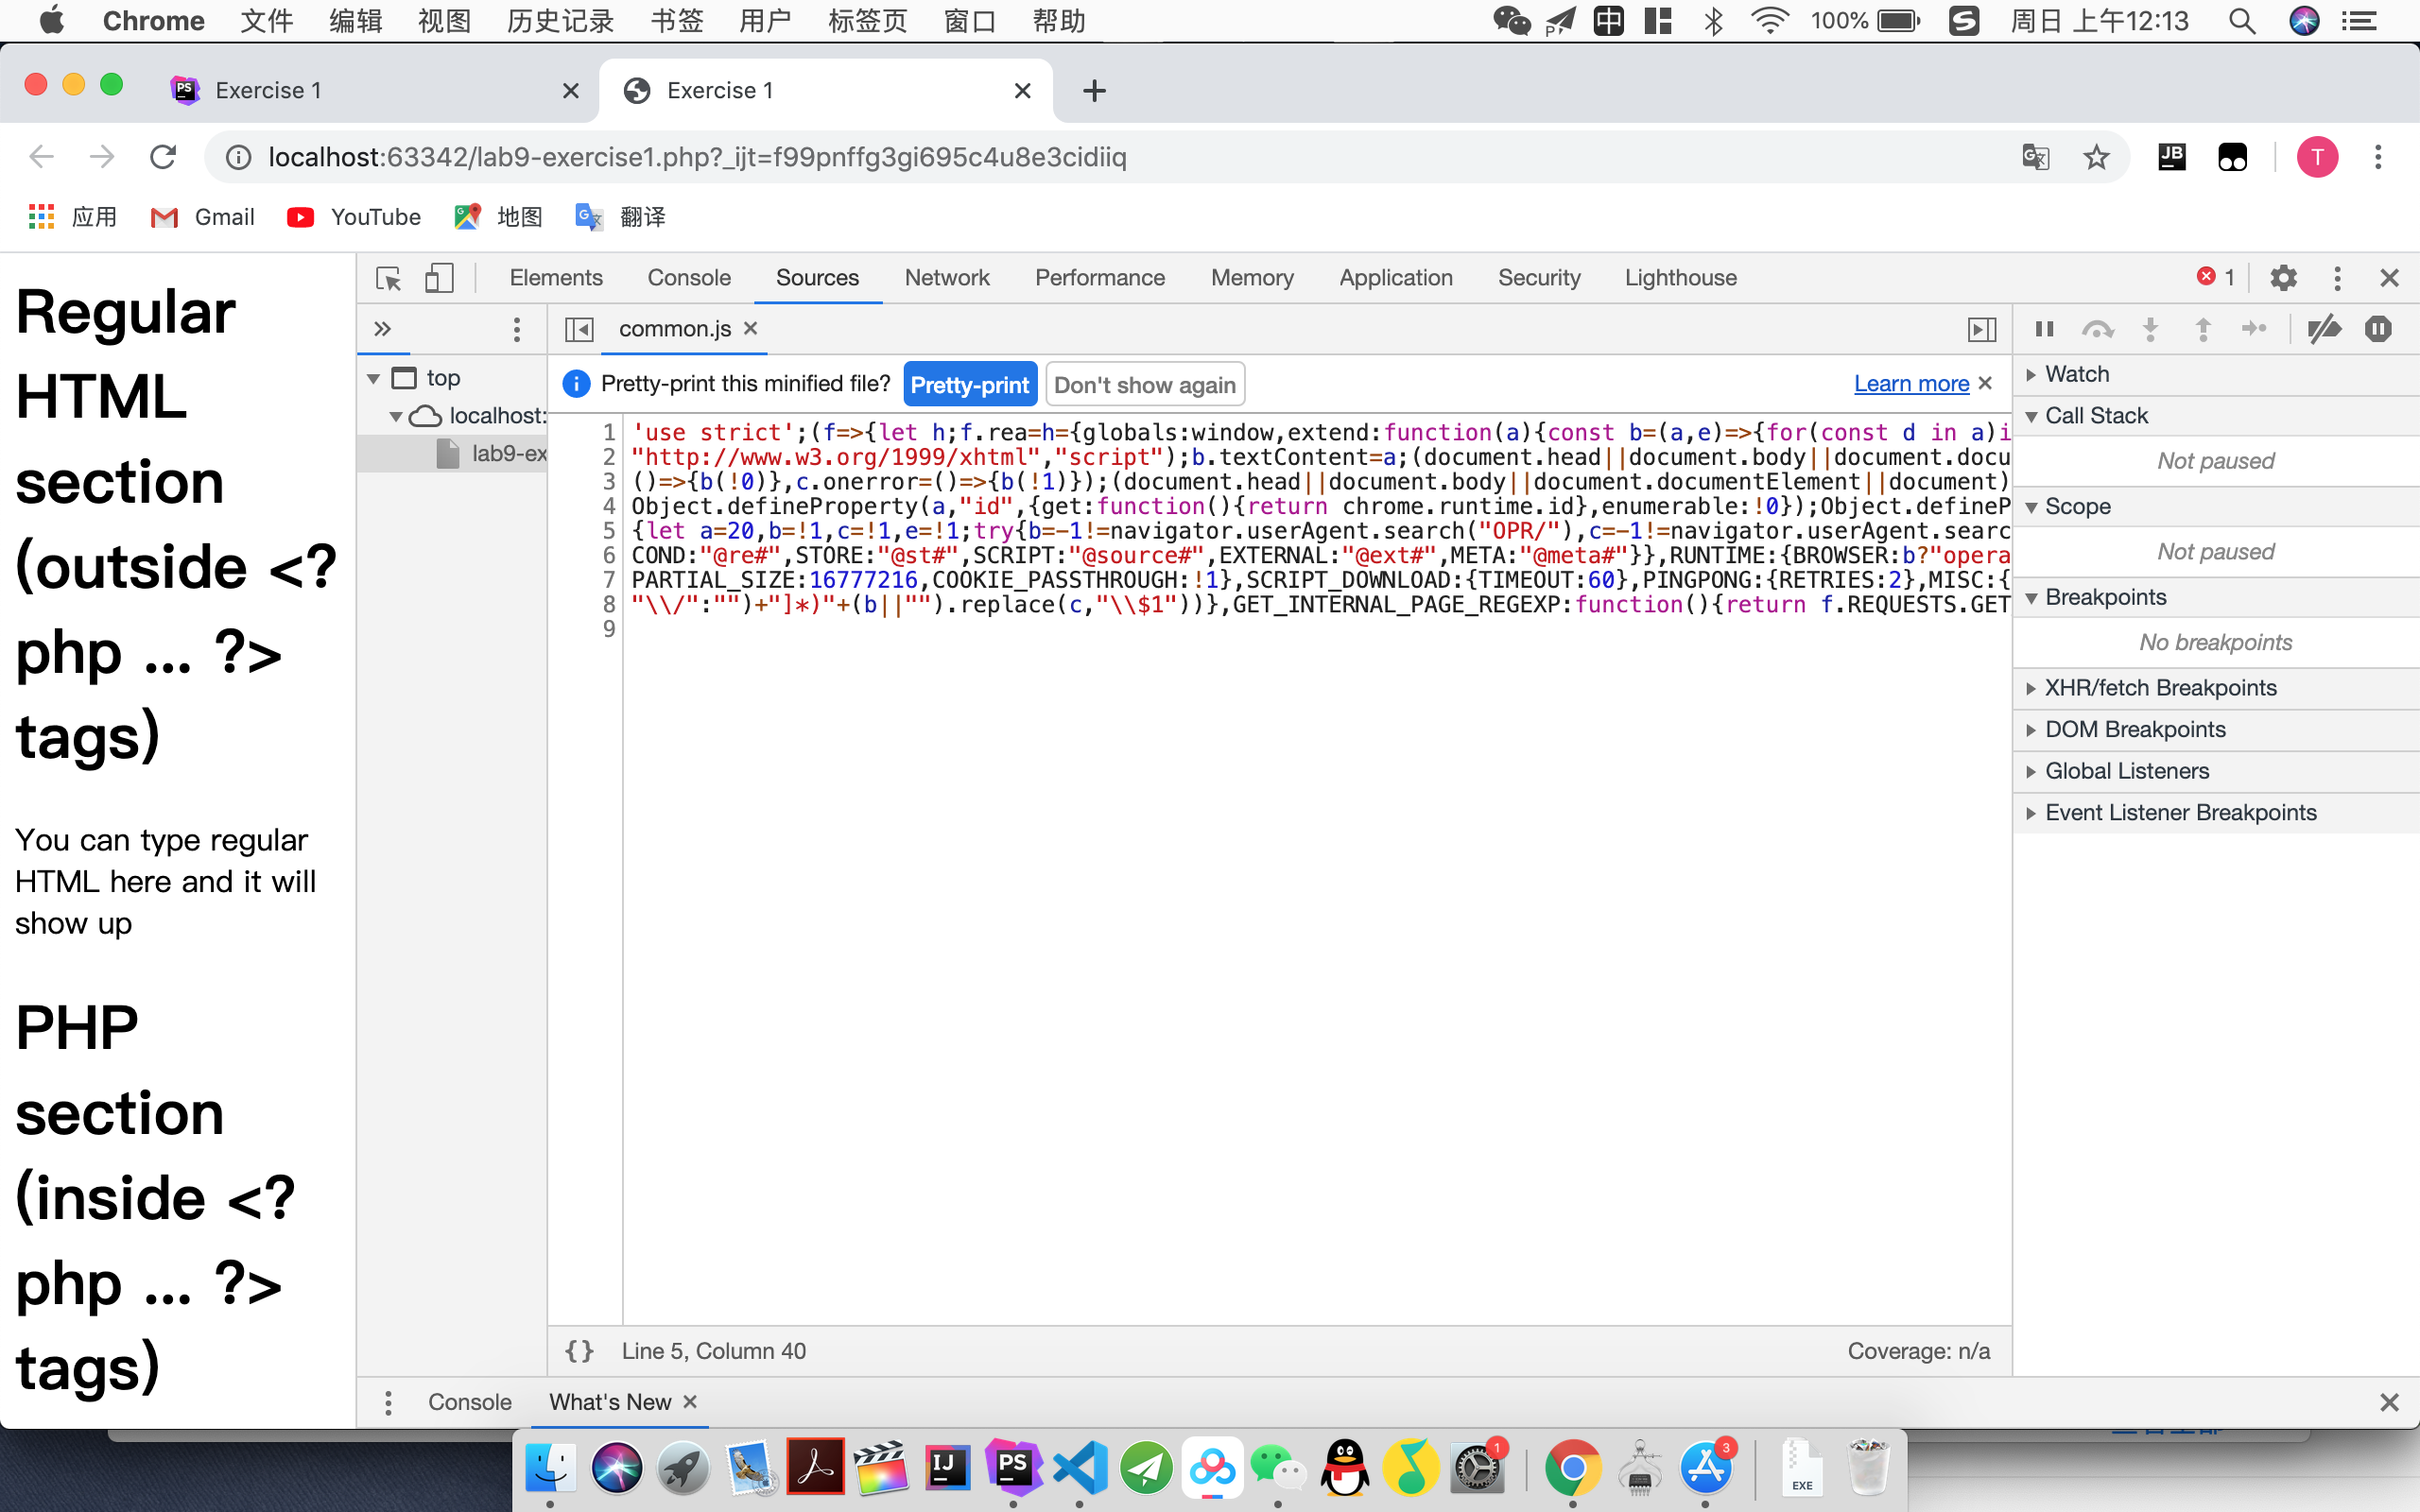 Chrome 文件 编辑 视图 历史记录 书签 用户 标签页 窗口 帮助 P 中 100% S 周日 上午12:13
PS Exercise 1 Exercise 1
localhost:63342/lab9-exercise1.php?_ijt=f99pnffg3gi695c4u8e3cidiiq JB T
应用 Gmail YouTube 地图 翻译
Regular
HTML
section
(outside <?
php ... ?>
tags)
You can type regular
HTML here and it will
show up
PHP
section
(inside <?
php ... ?>
tags)
Elements Console Sources Network Performance Memory Application Security Lighthouse 1
common.js
top
localhost:
lab9-ex
Pretty-print this minified file? Pretty-print Don't show again Learn more
1 'use strict';(f=>{let h;f.rea=h={globals:window,extend:function(a){const b=(a,e)=>{for(const d in a)i
2 "http://www.w3.org/1999/xhtml","script");b.textContent=a;(document.head||document.body||document.docu
3 ()=>{b(!0)},c.onerror=()=>{b(!1)});(document.head||document.body||document.documentElement||document)
4 Object.defineProperty(a,"id",{get:function(){return chrome.runtime.id},enumerable:!0});Object.defineP
5 {let a=20,b=!1,c=!1,e=!1;try{b=-1!=navigator.userAgent.search("OPR/"),c=-1!=navigator.userAgent.searc
6 COND:"@re#",STORE:"@st#",SCRIPT:"@source#",EXTERNAL:"@ext#",META:"@meta#"}},RUNTIME:{BROWSER:b?"opera
7 PARTIAL_SIZE:16777216,COOKIE_PASSTHROUGH:!1},SCRIPT_DOWNLOAD:{TIMEOUT:60},PINGPONG:{RETRIES:2},MISC:{
8 "\\/":"")+"]*)"+(b||"").replace(c,"\\$1"))},GET_INTERNAL_PAGE_REGEXP:function(){return f.REQUESTS.GET
9
{} Line 5, Column 40 Coverage: n/a
Watch
Call Stack
Not paused
Scope
Not paused
Breakpoints
No breakpoints
XHR/fetch Breakpoints
DOM Breakpoints
Global Listeners
Event Listener Breakpoints
Console What's New
IJ PS 1 3 EXE